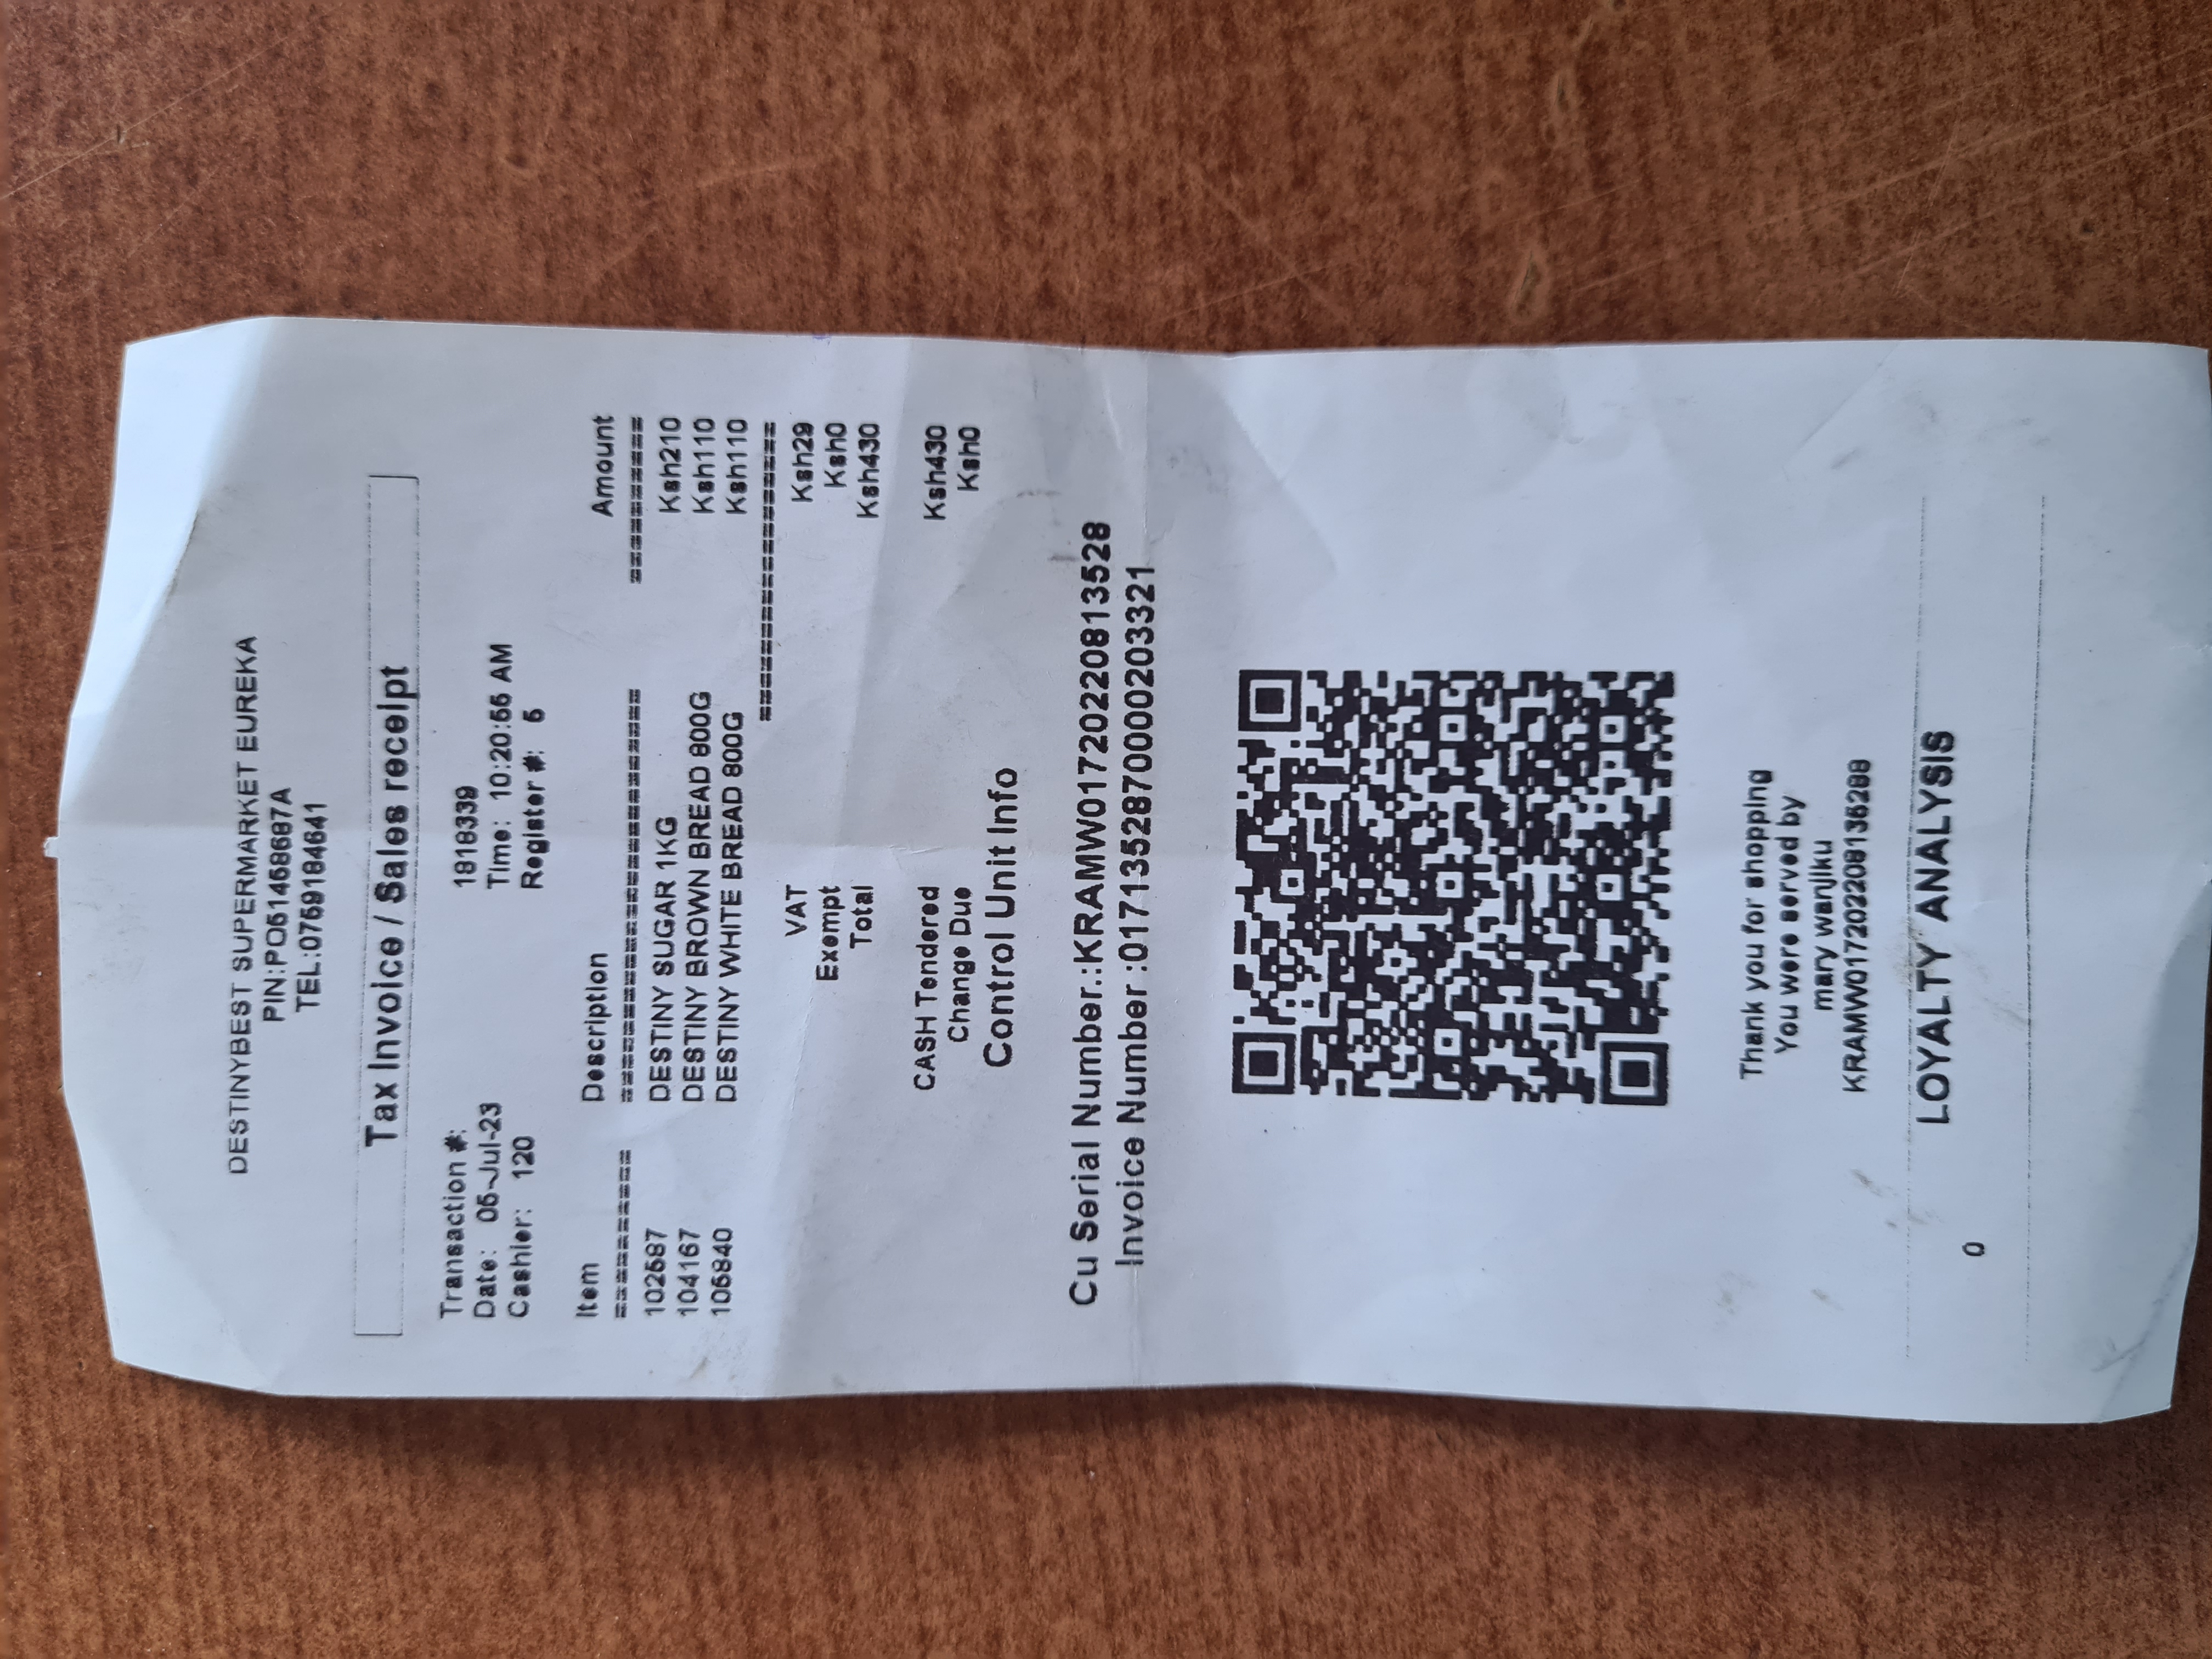 DESTINYBEST SUPERMARKET EUREKA
PIN:P051458687A
TEL:0759184641
Tax Invoice / Sales receipt
Transaction #: 1818339
Date: 05-Jul-23 Time: 10:20:56 AM
Cashier: 120 Register #: 5
Item Description Amount
102587 DESTINY SUGAR 1KG Ksh210
104167 DESTINY BROWN BREAD 800G Ksh110
105840 DESTINY WHITE BREAD 800G Ksh110
VAT Ksh29
Exempt Ksh0
Total Ksh430
CASH Tendered Ksh430
Change Due Ksh0
Control Unit Info
Cu Serial Number.:KRAMW017202208813528
Invoice Number :0171352870000203321
Thank you for shopping
You were served by
mary wanjiku
LOYALTY ANALYSIS
0